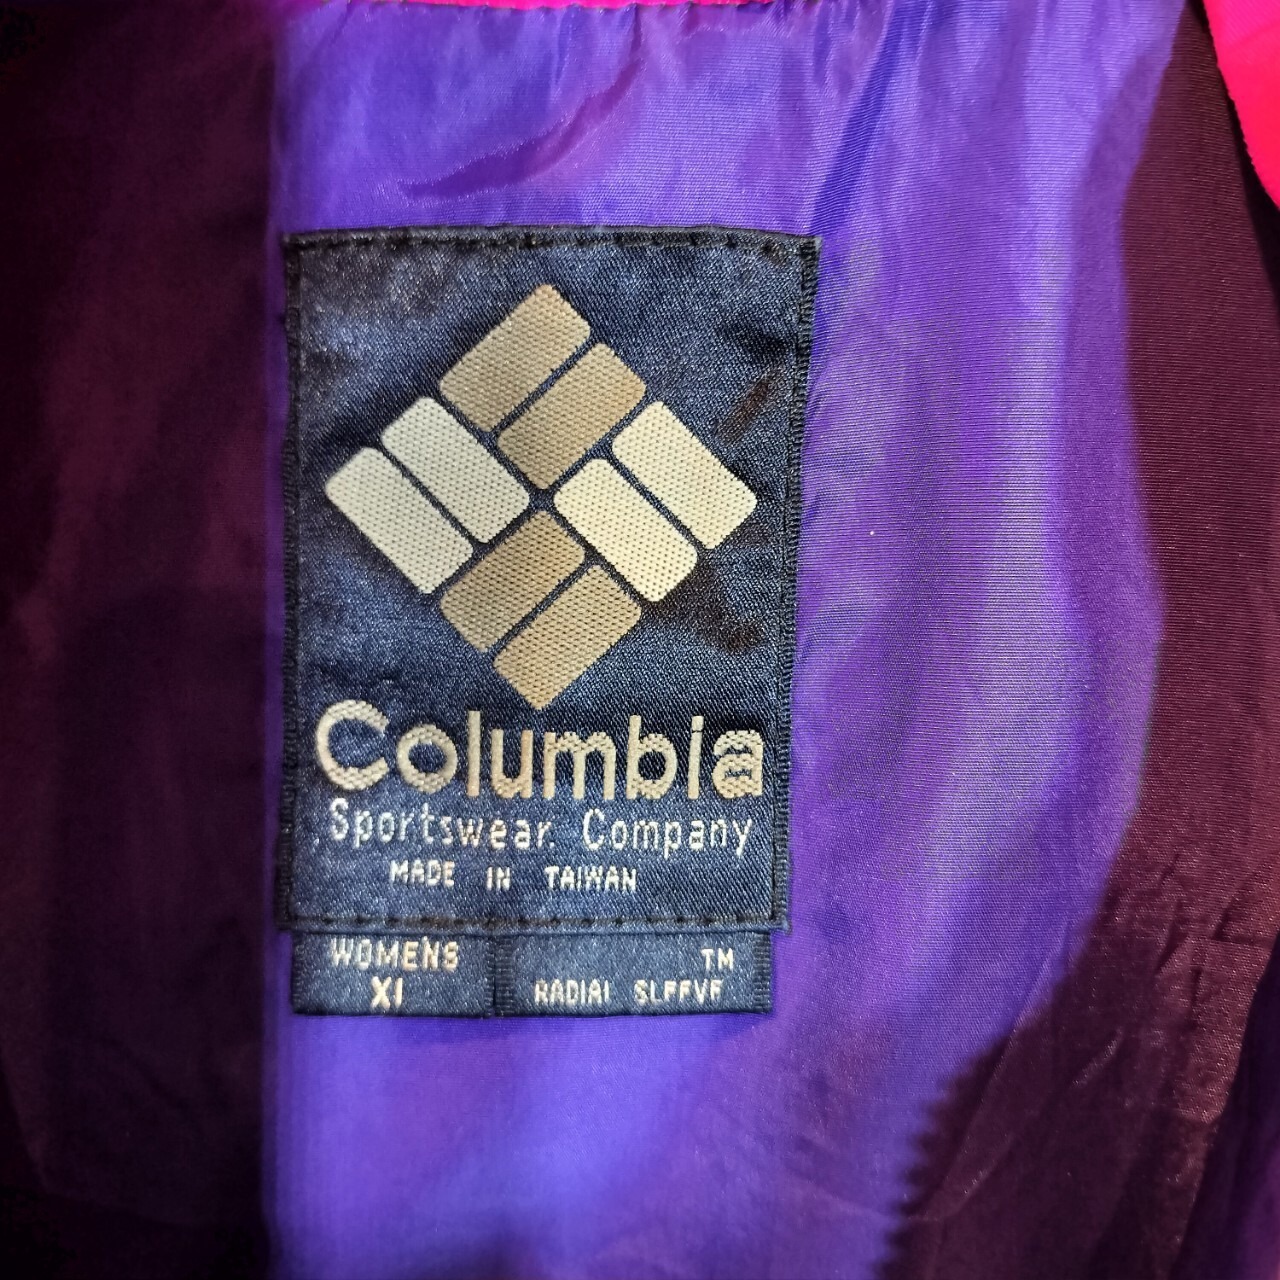 Columbia
Sportswear Company
MADE IN TAIWAN
WOMENS
XL
TM
RADIAL SLEEVE